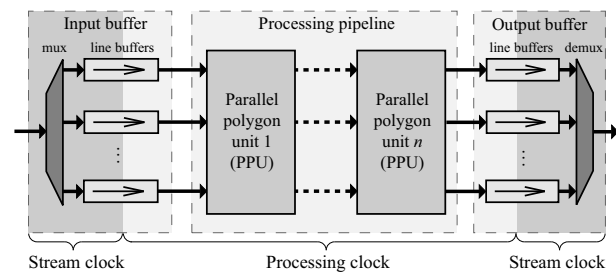 Input buffer
Processing pipeline
Output buffer
mux
line buffers
line buffers
demux
Parallel
polygon
unit 1
(PPU)
Parallel
polygon
unit n
(PPU)
...
...
Stream clock
Processing clock
Stream clock